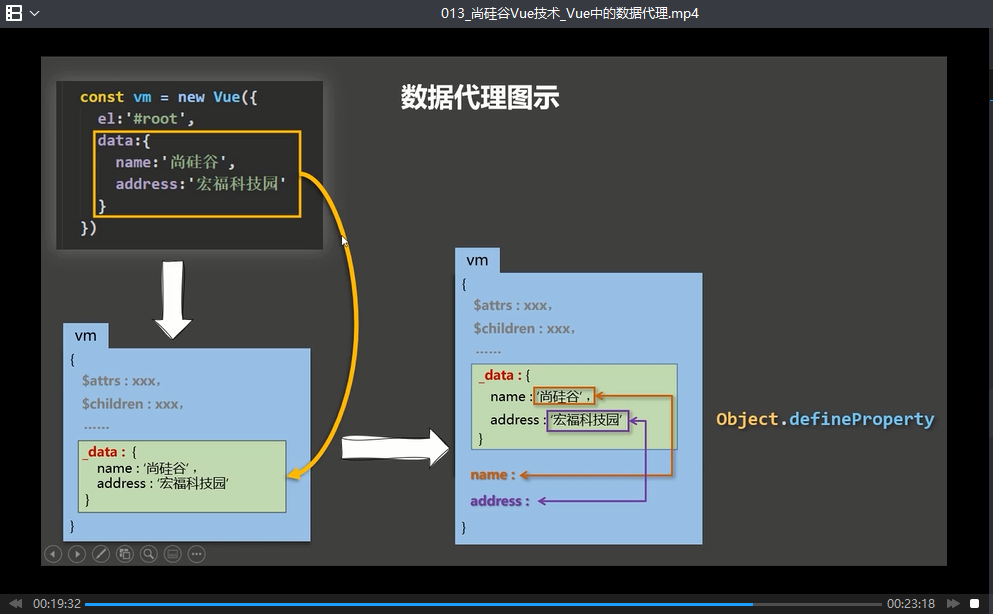 013_尚硅谷Vue技术_Vue中的数据代理.mp4
数据代理图示
const vm = new Vue({
el:'#root',
data:{
name:'尚硅谷',
address:'宏福科技园'
}
})
vm
{
$attrs : xxx,
$children : xxx,
......
_data : {
name : '尚硅谷' ,
address : '宏福科技园'
}
}
vm
{
$attrs : xxx,
$children : xxx,
......
_data : {
name : '尚硅谷' ,
address : '宏福科技园'
}
name :
address :
}
Object.defineProperty
00:19:32
00:23:18